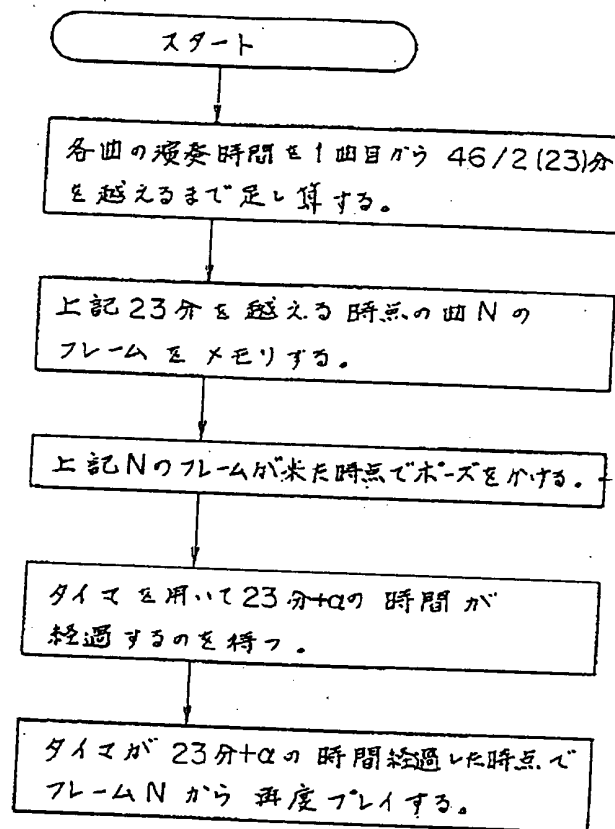 スタート
各曲の演奏時間を1曲目から 46/2(23)分
を越えるまで足し算する。
上記23分を越える時点の曲Nの
フレームをメモリする。
上記Nのフレームが来た時点でポーズをかける。
タイマを用いて23分+αの時間が
経過するのを待つ。
タイマが23分+αの時間経過した時点で
フレームNから再度プレイする。